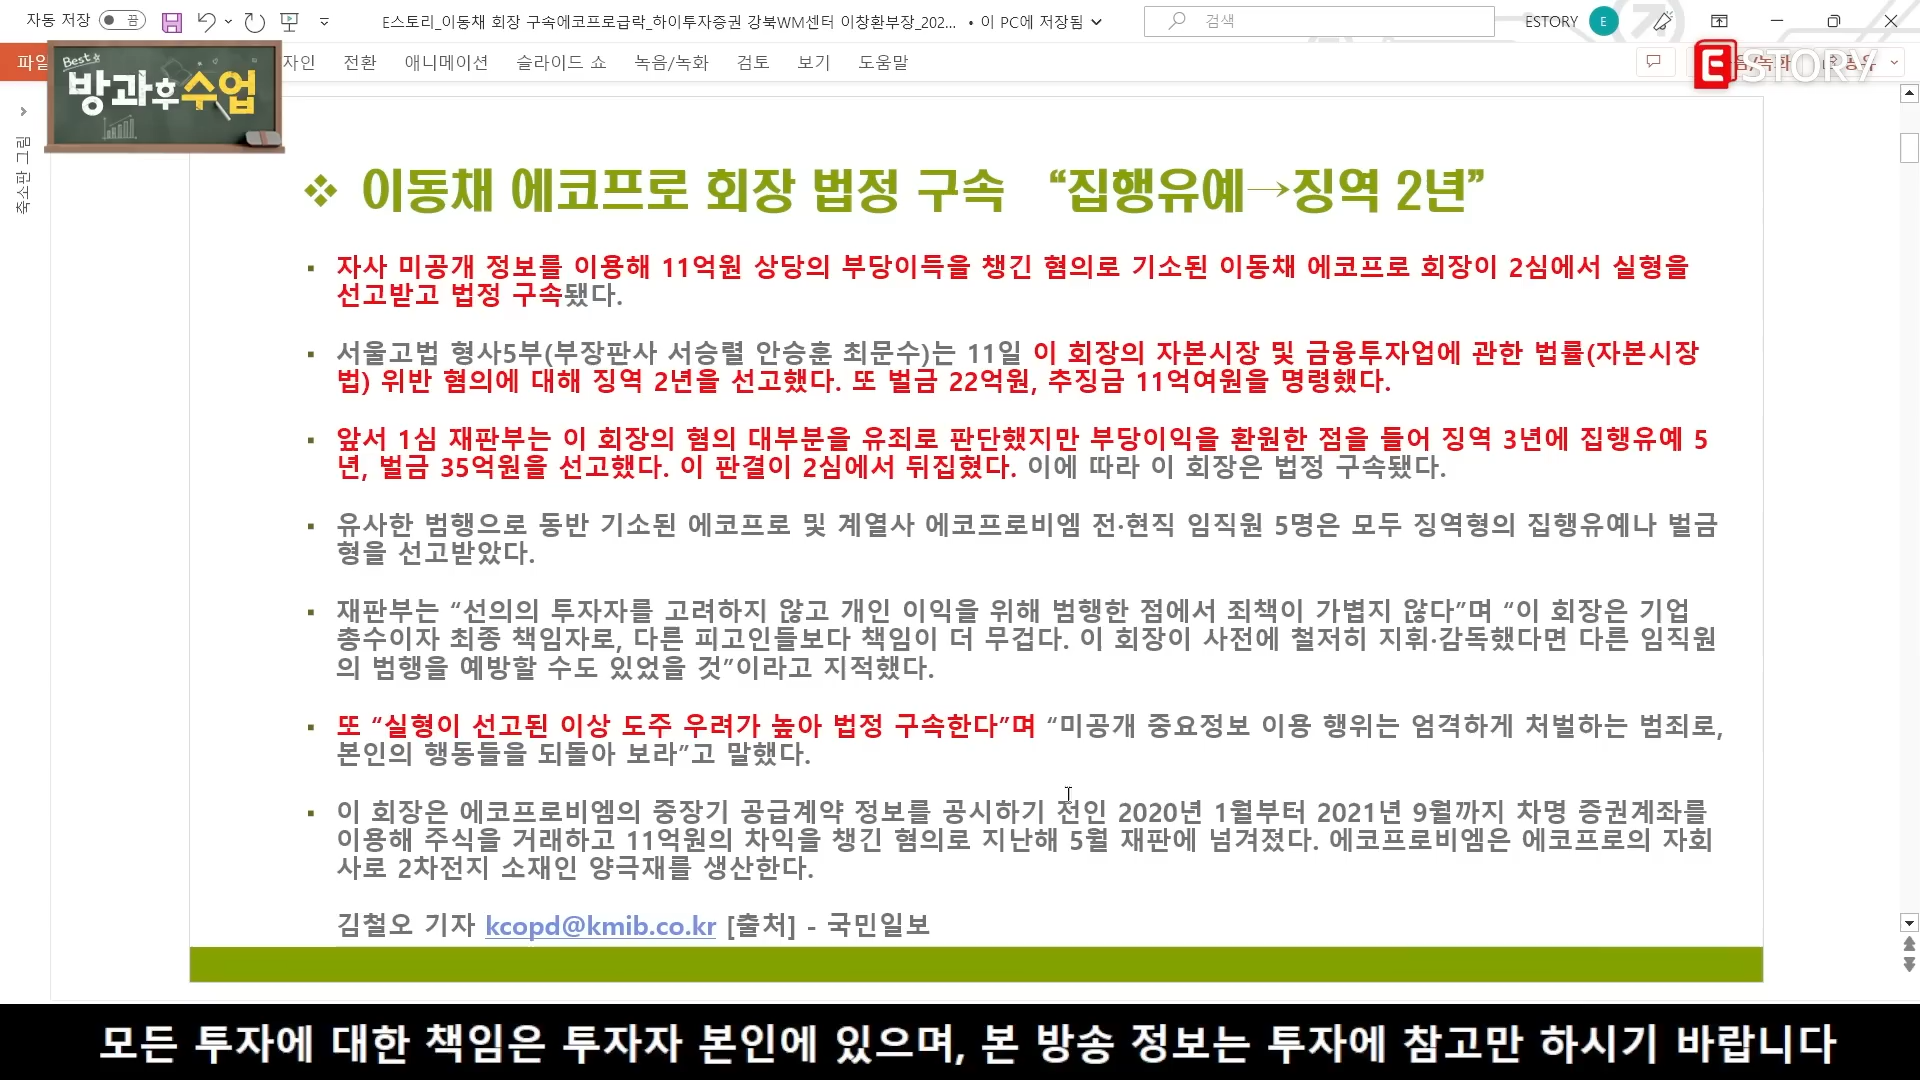 자동 저장 끔
E스토리_이동채 회장 구속에코프로급락_하이투자증권 강북WM센터 이창환부장_202... • 이 PC에 저장됨
검색
ESTORY E
파일
자인 전환 애니메이션 슬라이드 쇼 녹음/녹화 검토 보기 도움말
Best
방과후수업
ESTORY
축소판 그림
❖ 이동채 에코프로 회장 법정 구속 “집행유예→징역 2년”
▪ 자사 미공개 정보를 이용해 11억원 상당의 부당이득을 챙긴 혐의로 기소된 이동채 에코프로 회장이 2심에서 실형을
선고받고 법정 구속됐다.
▪ 서울고법 형사5부(부장판사 서승렬 안승훈 최문수)는 11일 이 회장의 자본시장 및 금융투자업에 관한 법률(자본시장
법) 위반 혐의에 대해 징역 2년을 선고했다. 또 벌금 22억원, 추징금 11억여원을 명령했다.
▪ 앞서 1심 재판부는 이 회장의 혐의 대부분을 유죄로 판단했지만 부당이익을 환원한 점을 들어 징역 3년에 집행유예 5
년, 벌금 35억원을 선고했다. 이 판결이 2심에서 뒤집혔다. 이에 따라 이 회장은 법정 구속됐다.
▪ 유사한 범행으로 동반 기소된 에코프로 및 계열사 에코프로비엠 전·현직 임직원 5명은 모두 징역형의 집행유예나 벌금
형을 선고받았다.
▪ 재판부는 “선의의 투자자를 고려하지 않고 개인 이익을 위해 범행한 점에서 죄책이 가볍지 않다”며 “이 회장은 기업
총수이자 최종 책임자로, 다른 피고인들보다 책임이 더 무겁다. 이 회장이 사전에 철저히 지휘·감독했다면 다른 임직원
의 범행을 예방할 수도 있었을 것”이라고 지적했다.
▪ 또 “실형이 선고된 이상 도주 우려가 높아 법정 구속한다”며 “미공개 중요정보 이용 행위는 엄격하게 처벌하는 범죄로,
본인의 행동들을 되돌아 보라”고 말했다.
▪ 이 회장은 에코프로비엠의 중장기 공급계약 정보를 공시하기 전인 2020년 1월부터 2021년 9월까지 차명 증권계좌를
이용해 주식을 거래하고 11억원의 차익을 챙긴 혐의로 지난해 5월 재판에 넘겨졌다. 에코프로비엠은 에코프로의 자회
사로 2차전지 소재인 양극재를 생산한다.
김철오 기자 kcopd@kmib.co.kr [출처] - 국민일보
모든 투자에 대한 책임은 투자자 본인에 있으며, 본 방송 정보는 투자에 참고만 하시기 바랍니다